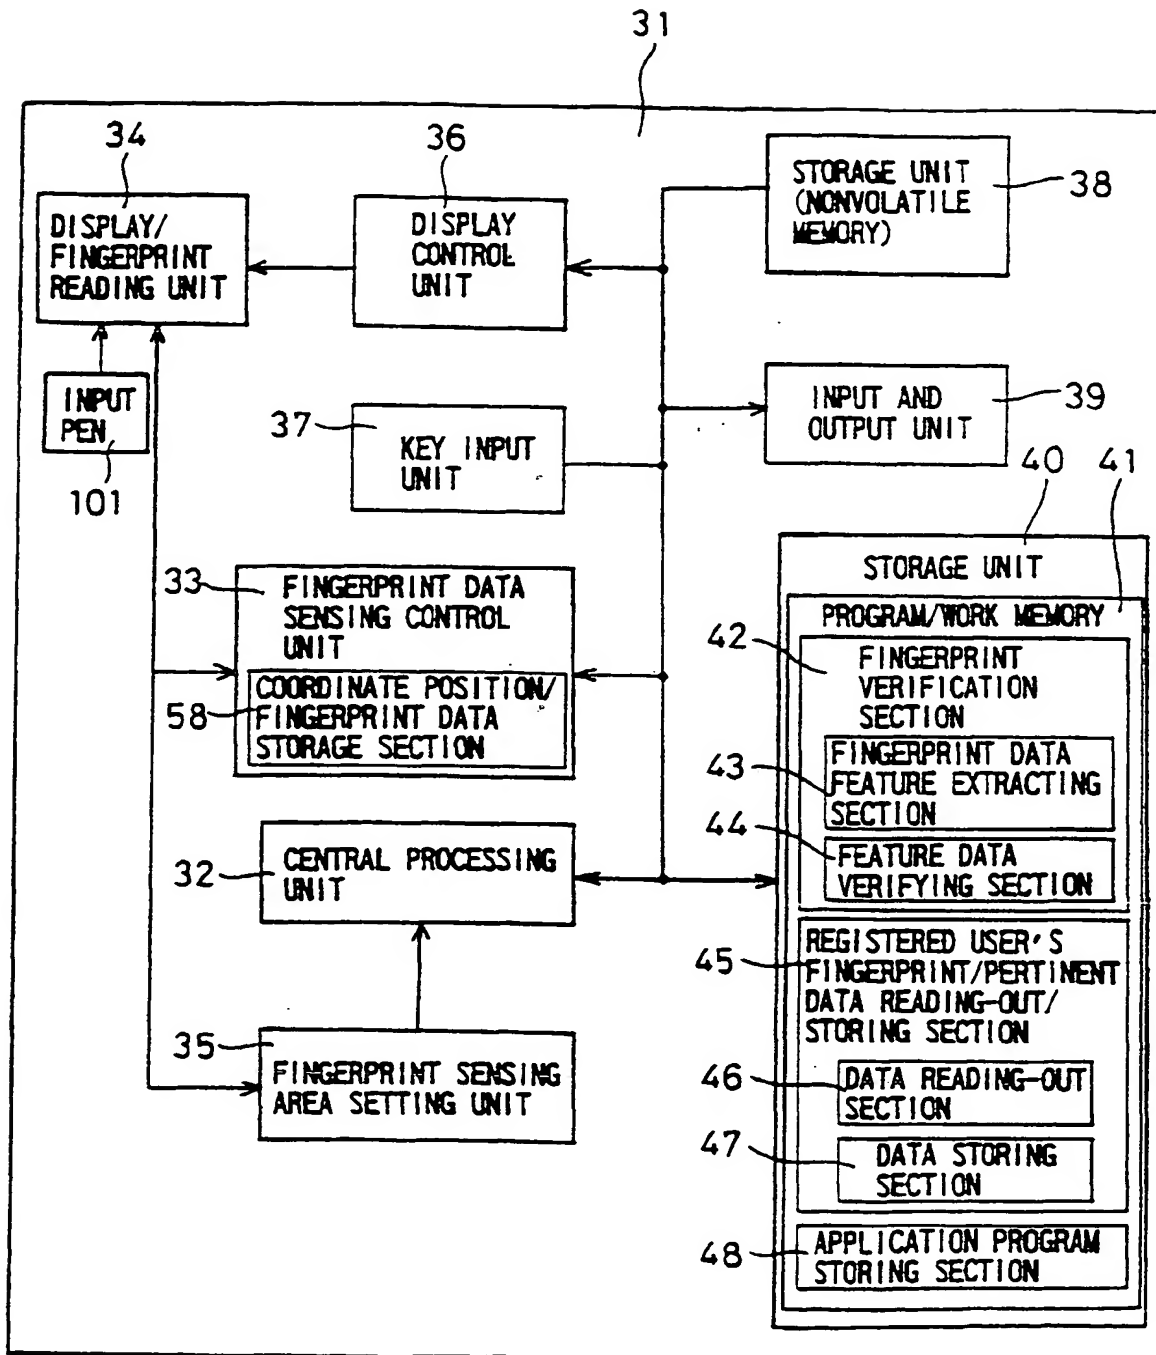 31
34
36
38
DISPLAY/
FINGERPRINT
READING UNIT
DISPLAY
CONTROL
UNIT
STORAGE UNIT
(NONVOLATILE
MEMORY)
INPUT
PEN
101
37
KEY INPUT
UNIT
INPUT AND
OUTPUT UNIT
39
40
41
33
FINGERPRINT DATA
SENSING CONTROL
UNIT
58
COORDINATE POSITION/
FINGERPRINT DATA
STORAGE SECTION
32
CENTRAL PROCESSING
UNIT
35
FINGERPRINT SENSING
AREA SETTING UNIT
STORAGE UNIT
PROGRAM/WORK MEMORY
42
FINGERPRINT
VERIFICATION
SECTION
43
FINGERPRINT DATA
FEATURE EXTRACTING
SECTION
44
FEATURE DATA
VERIFYING SECTION
45
REGISTERED USER'S
FINGERPRINT/PERTINENT
DATA READING-OUT/
STORING SECTION
46
DATA READING-OUT
SECTION
47
DATA STORING
SECTION
48
APPLICATION PROGRAM
STORING SECTION